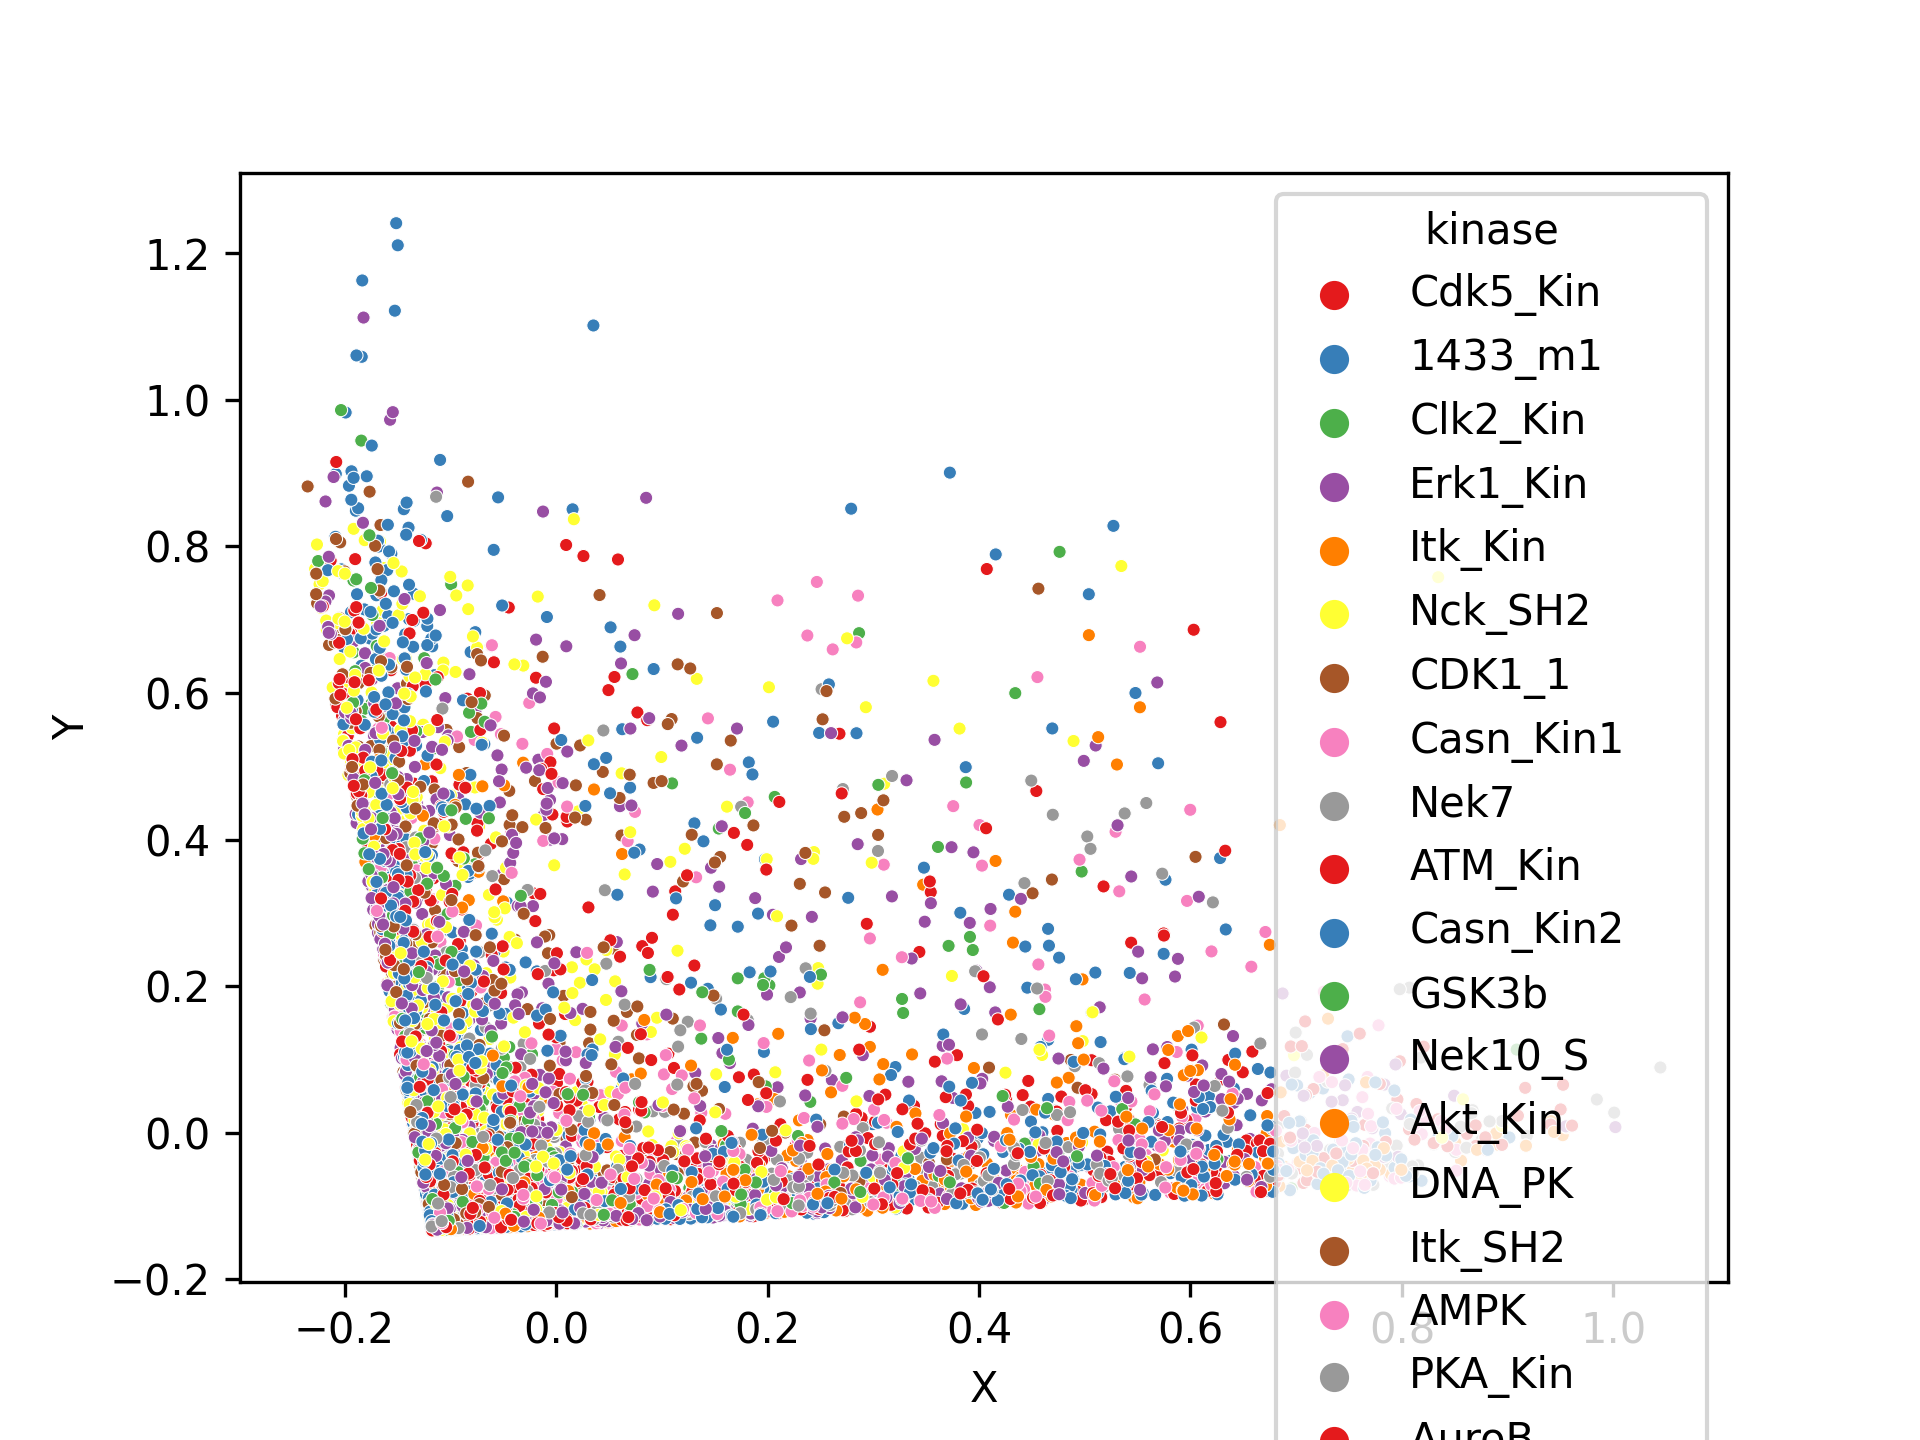 kinase
Cdk5_Kin
1433_m1
Clk2_Kin
Erk1_Kin
Itk_Kin
Nck_SH2
CDK1_1
Casn_Kin1
Nek7
ATM_Kin
Casn_Kin2
GSK3b
Nek10_S
Akt_Kin
DNA_PK
Itk_SH2
AMPK
PKA_Kin
AuroB
Y
1.2
1.0
0.8
0.6
0.4
0.2
0.0
−0.2
−0.2 0.0 0.2 0.4 0.6 0.8 1.0
X